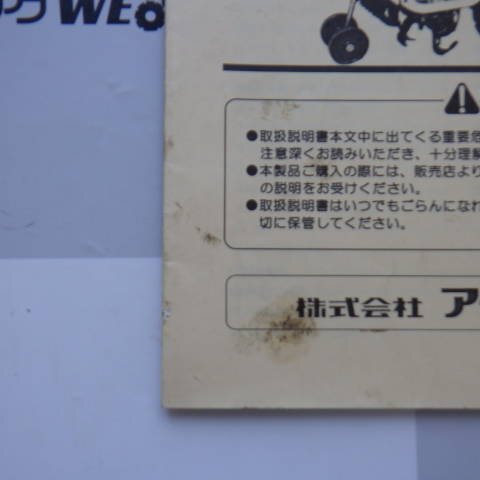 WE
●取扱説明書本文中に出てくる重要危
注意深くお読みいただき、十分理解
●本製品ご購入の際には、販売店より
の説明をお受けください。
●取扱説明書はいつでもごらんになれ
切に保管してください。
株式会社 ア